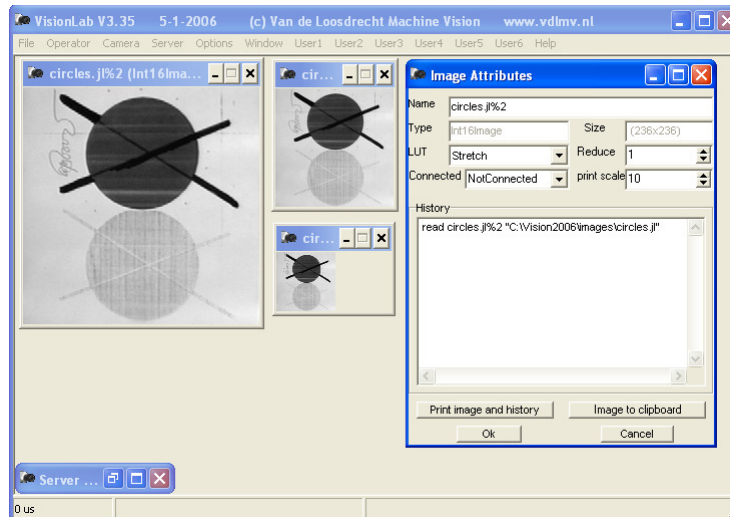 VisionLab V3.35 5-1-2006 (c) Van de Loosdrecht Machine Vision www.vdlmv.nl
File Operator Camera Server Options Window User1 User2 User3 User4 User5 User6 Help
circles.jl%2 (Int16Ima...
cir...
cir...
Image Attributes
Name circles.jl%2
Type Int16Image Size (236x236)
LUT Stretch Reduce 1
Connected NotConnected print scale 10
History
read circles.jl%2 "C:\Vision2006\images\circles.jl"
Print image and history Image to clipboard
Ok Cancel
Server ...
0 us